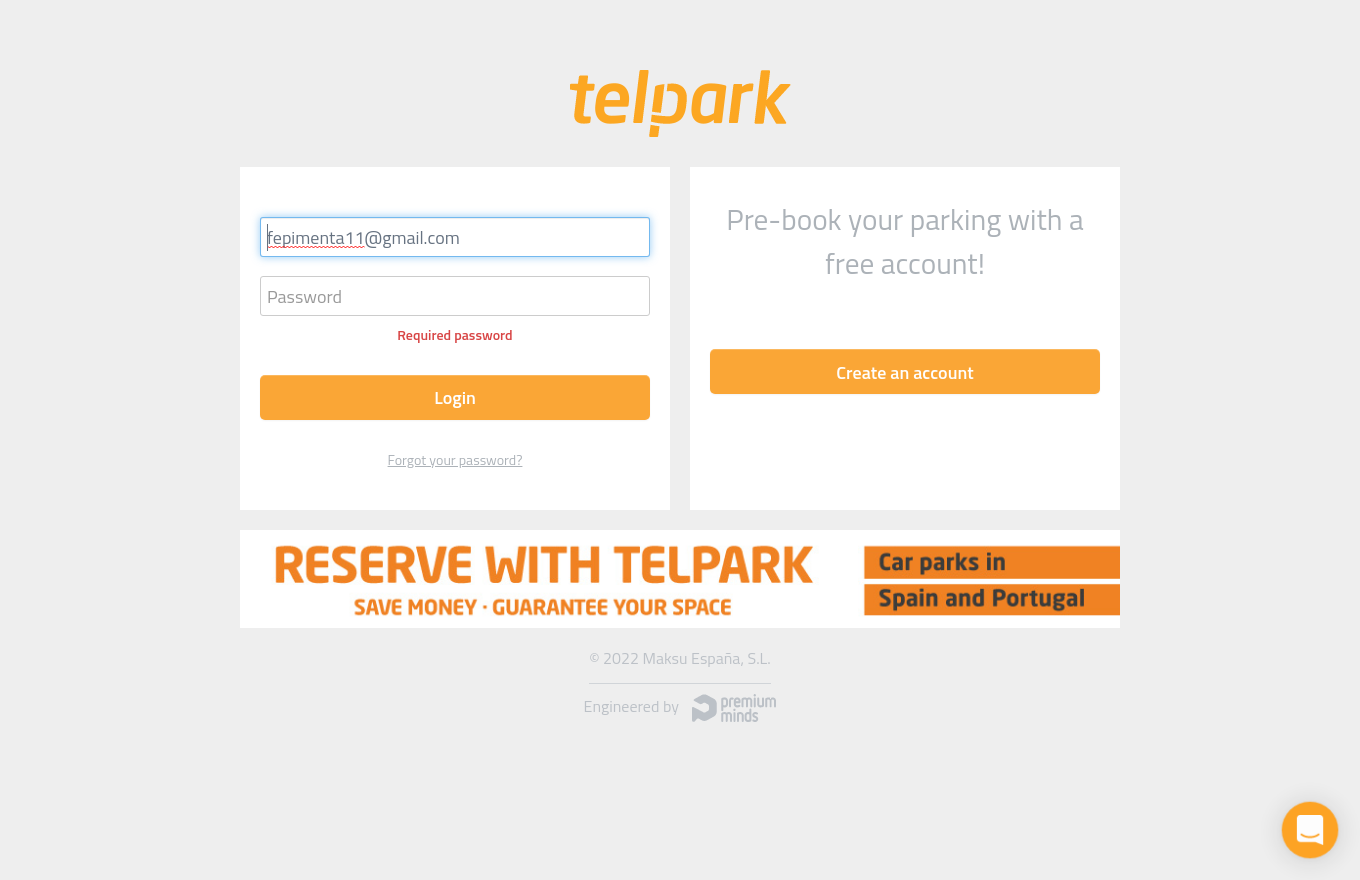 telpark
fepimenta11@gmail.com
Password
Required password
Login
Forgot your password?
Pre-book your parking with a
free account!
Create an account
RESERVE WITH TELPARK
SAVE MONEY · GUARANTEE YOUR SPACE
Car parks in
Spain and Portugal
© 2022 Maksu España, S.L.
Engineered by
premium
minds